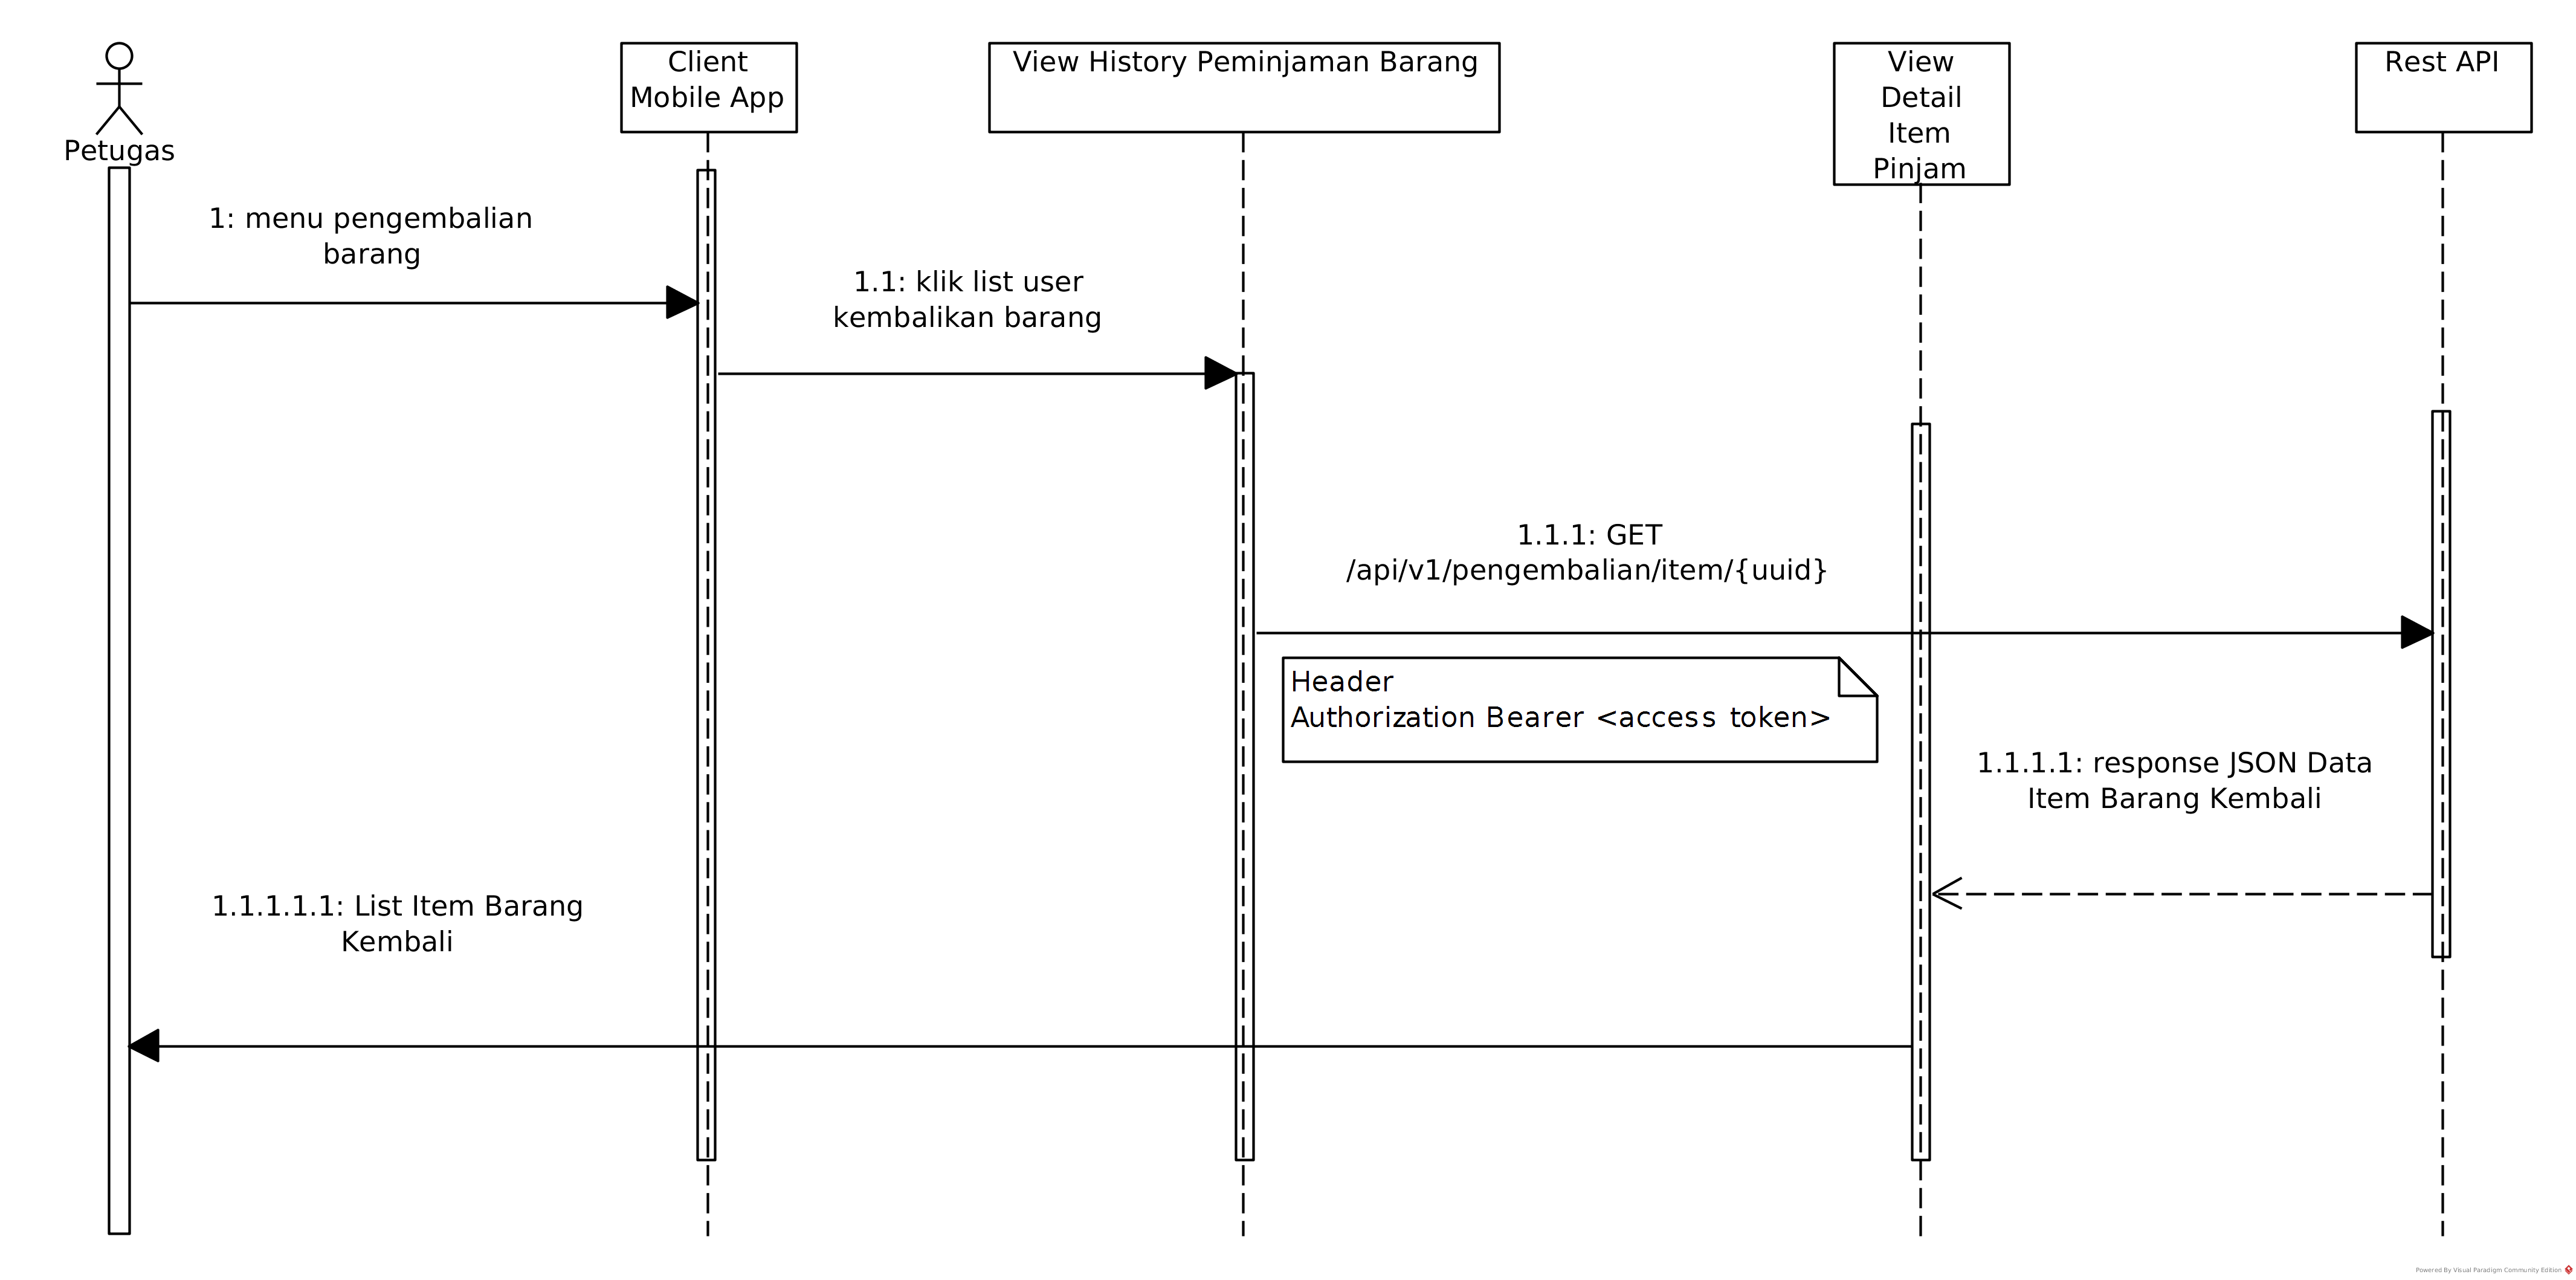 Petugas
Client
Mobile App
View History Peminjaman Barang
View
Detail
Item
Pinjam
Rest API
1: menu pengembalian
barang
1.1: klik list user
kembalikan barang
1.1.1: GET
/api/v1/pengembalian/item/{uuid}
Header
Authorization Bearer <access token>
1.1.1.1: response JSON Data
Item Barang Kembali
1.1.1.1.1: List Item Barang
Kembali
Powered By Visual Paradigm Community Edition